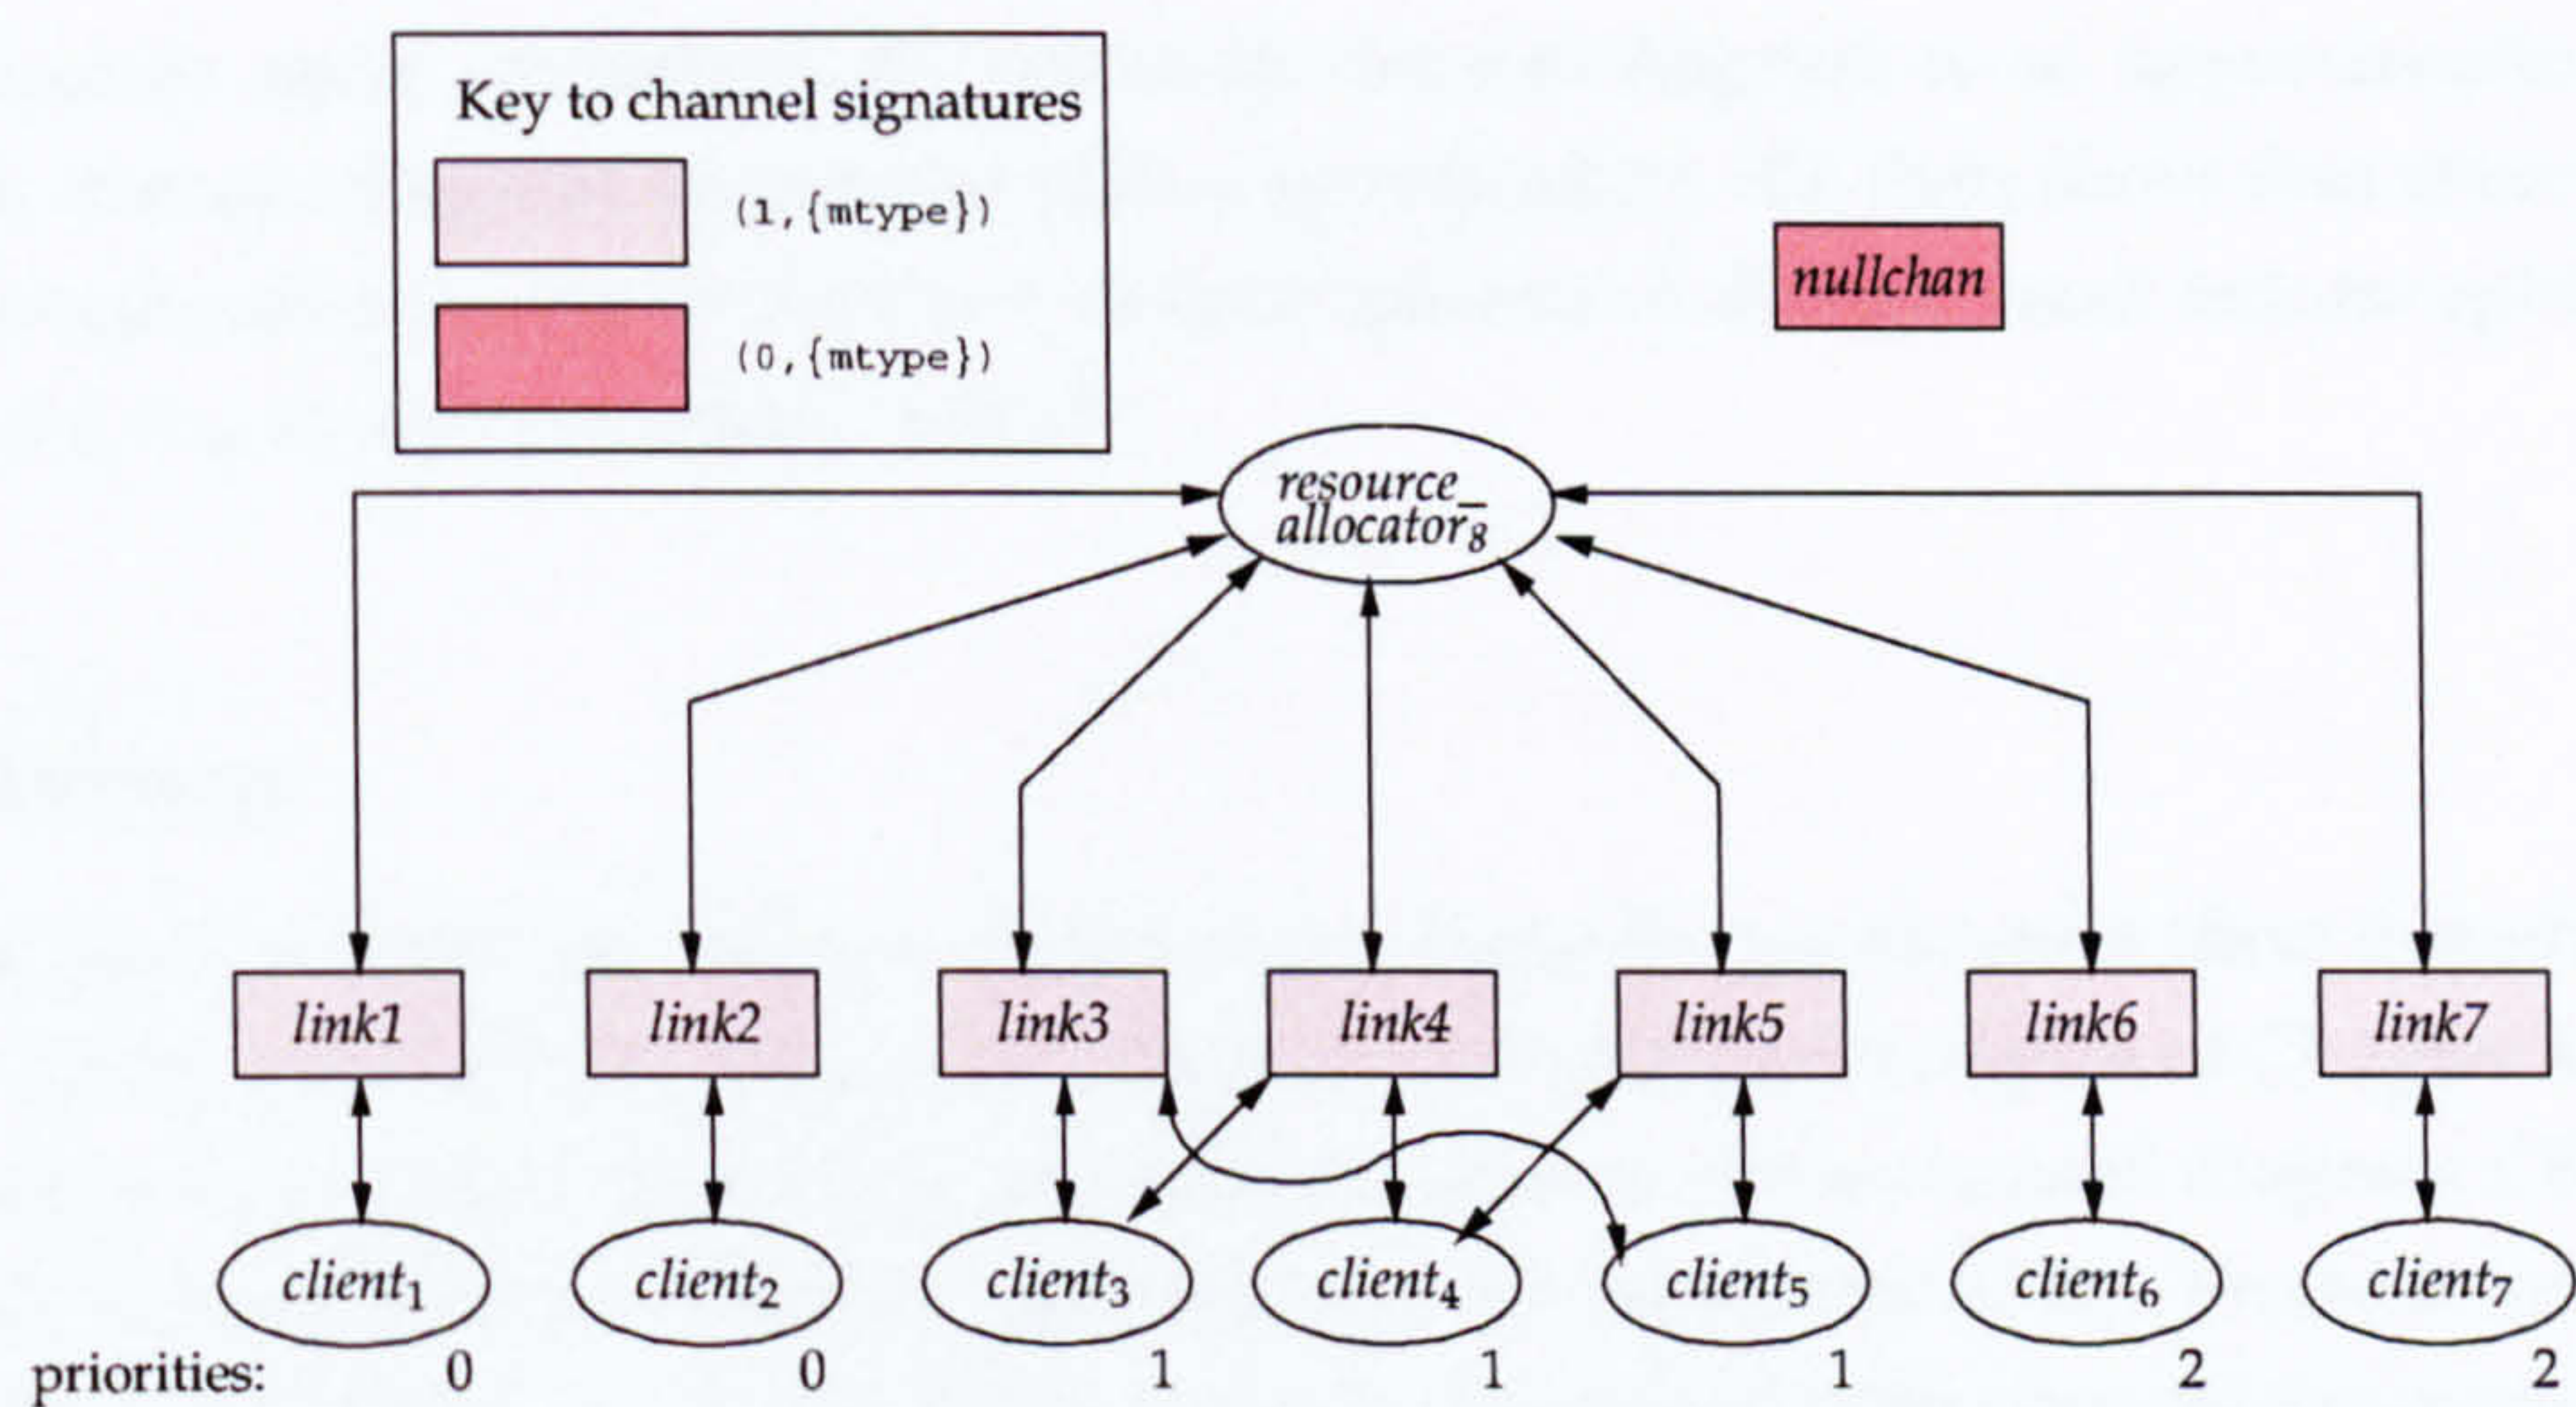 Key to channel signatures
(1,{mtype})
(0,{mtype})
nullchan
resource_
allocator8
link1 link2 link3 link4 link5 link6 link7
client1 client2 client3 client4 client5 client6 client7
priorities: 0 0 1 1 1 2 2